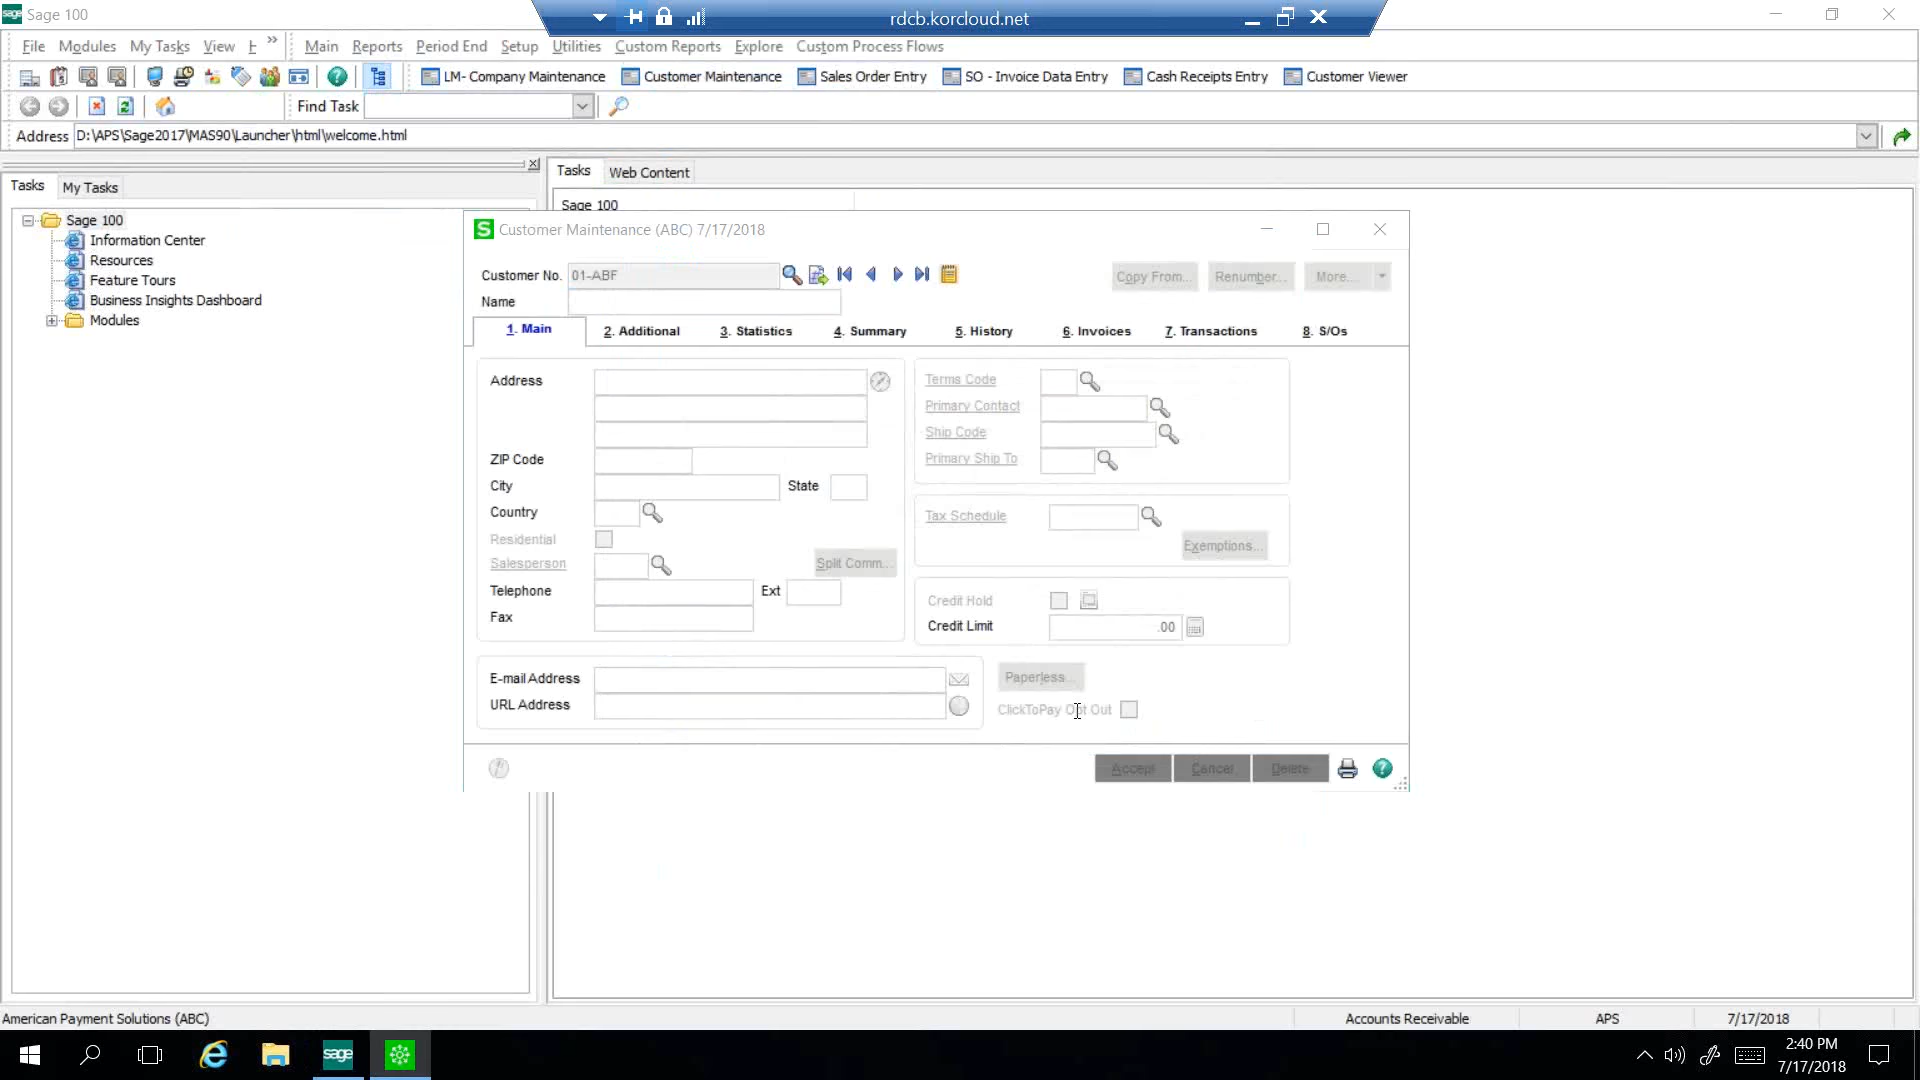 sage Sage 100
rdcb.korcloud.net
File Modules My Tasks View H » Main Reports Period End Setup Utilities Custom Reports Explore Custom Process Flows
LM- Company Maintenance Customer Maintenance Sales Order Entry SO - Invoice Data Entry Cash Receipts Entry Customer Viewer
Find Task
Address D:\APS\Sage2017\MAS90\Launcher\html\welcome.html
Tasks My Tasks
Sage 100
Information Center
Resources
Feature Tours
Business Insights Dashboard
Modules
Tasks Web Content
Sage 100
S Customer Maintenance (ABC) 7/17/2018
Customer No. 01-ABF Copy From... Renumber... More...
Name
1. Main 2. Additional 3. Statistics 4. Summary 5. History 6. Invoices 7. Transactions 8. S/Os
Address
ZIP Code
City State
Country
Residential
Salesperson Split Comm...
Telephone Ext
Fax
Terms Code
Primary Contact
Ship Code
Primary Ship To
Tax Schedule
Exemptions...
Credit Hold
Credit Limit .00
E-mail Address
URL Address
Paperless...
ClickToPay Opt Out
Accept Cancel Delete
American Payment Solutions (ABC) Accounts Receivable APS 7/17/2018
sage
2:40 PM
7/17/2018